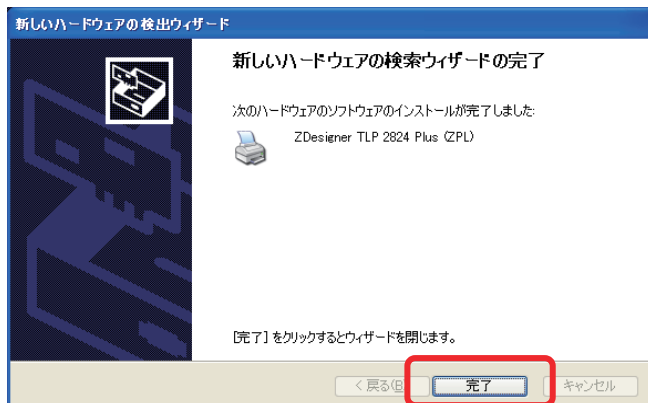 新しいハードウェアの検出ウィザード
新しいハードウェアの検索ウィザードの完了
次のハードウェアのソフトウェアのインストールが完了しました:
ZDesigner TLP 2824 Plus (ZPL)
[完了] をクリックするとウィザードを閉じます。
< 戻る(B 完了 キャンセル